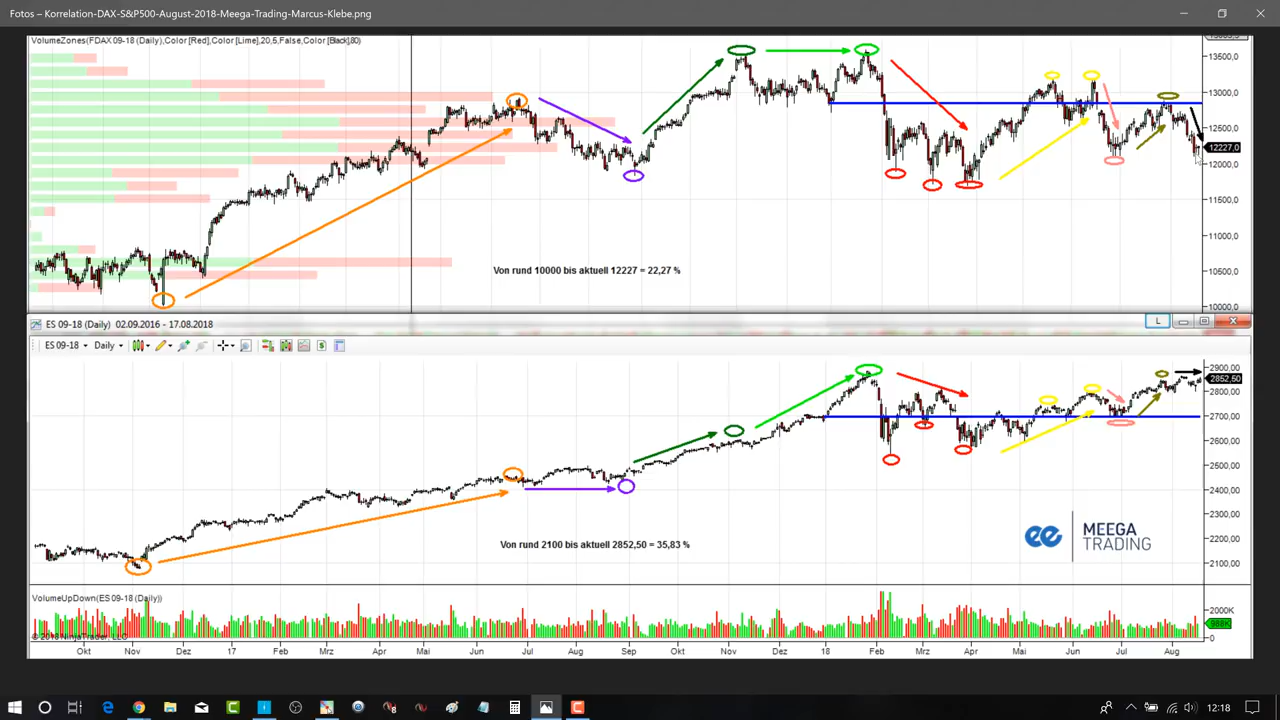 Fotos – Korrelation-DAX-S&P500-August-2018-Meega-Trading-Marcus-Klebe.png
VolumeZones(FDAX 09-18 (Daily),Color [Red],Color [Lime],20,5,False,Color [Black],80)
13500,0
13000,0
12500,0
12227,0
12000,0
11500,0
11000,0
10500,0
10000,0
Von rund 10000 bis aktuell 12227 = 22,27 %
ES 09-18 (Daily) 02.09.2016 - 17.08.2018
L
ES 09-18 Daily
2900,00
2852,50
2700,00
2600,00
2500,00
2400,00
2300,00
2200,00
2100,00
Von rund 2100 bis aktuell 2852,50 = 35,83 %
ee MEEGA
TRADING
VolumeUpDown(ES 09-18 (Daily))
2000K
988K
0
© 2018 NinjaTrader, LLC
Okt Nov Dez 17 Feb Mrz Apr Mai Jun Jul Aug Sep Okt Nov Dez 18 Feb Mrz Apr Mai Jun Jul Aug
12:18